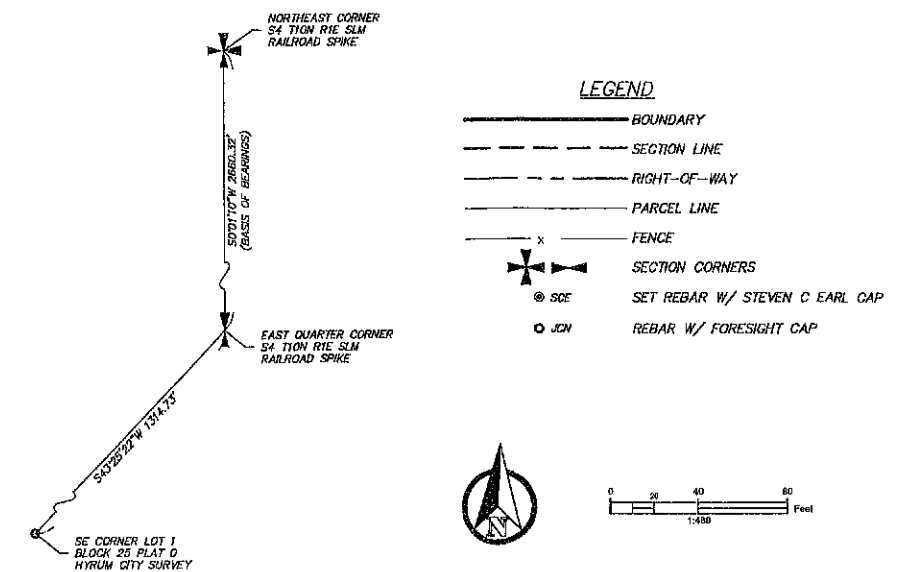 NORTHEAST CORNER
S4 T10N R1E SLM
RAILROAD SPIKE
S0°01'10"W 2660.32'
(BASIS OF BEARINGS)
EAST QUARTER CORNER
S4 T10N R1E SLM
RAILROAD SPIKE
S43°25'22"W 1314.73'
SE CORNER LOT 1
BLOCK 25 PLAT D
HYRUM CITY SURVEY
LEGEND
BOUNDARY
SECTION LINE
RIGHT-OF-WAY
PARCEL LINE
x FENCE
SECTION CORNERS
SCE SET REBAR W/ STEVEN C EARL CAP
JCN REBAR W/ FORESIGHT CAP
N
0 20 40 80
Feet
1:480